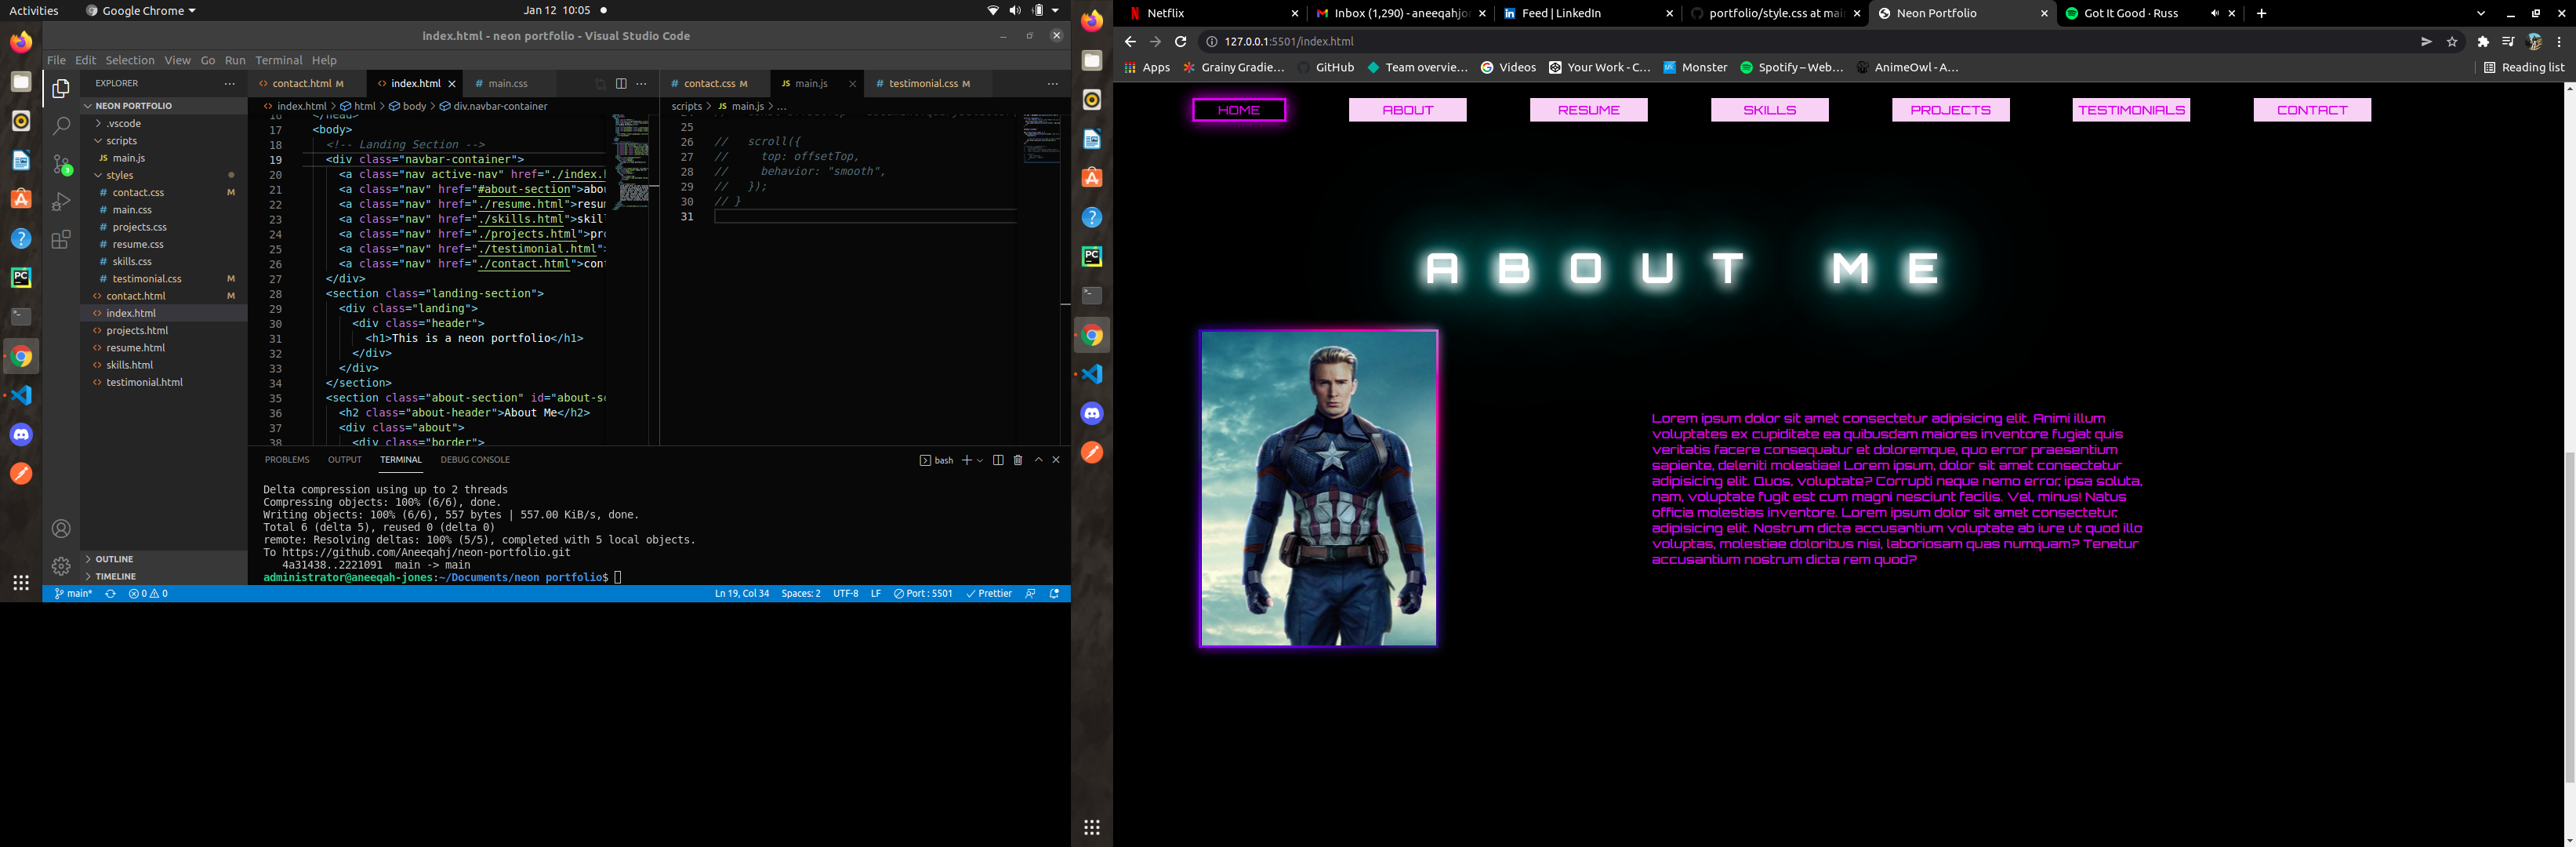 Activities
Google Chrome
Jan 12 10:05
index.html - neon portfolio - Visual Studio Code
File Edit Selection View Go Run Terminal Help
EXPLORER
NEON PORTFOLIO
.vscode
scripts
JS main.js
styles
# contact.css M
# main.css
# projects.css
# resume.css
# skills.css
# testimonial.css M
<> contact.html M
<> index.html
<> projects.html
<> resume.html
<> skills.html
<> testimonial.html
OUTLINE
TIMELINE
3
<> contact.html M
<> index.html
# main.css
<> index.html > html > body > div.navbar-container
16 </head>
17 <body>
18 <!-- Landing Section -->
19 <div class="navbar-container">
20 <a class="nav active-nav" href="./index.h
21 <a class="nav" href="#about-section">abou
22 <a class="nav" href="./resume.html">resum
23 <a class="nav" href="./skills.html">skill
24 <a class="nav" href="./projects.html">pro
25 <a class="nav" href="./testimonial.html">
26 <a class="nav" href="./contact.html">cont
27 </div>
28 <section class="landing-section">
29 <div class="landing">
30 <div class="header">
31 <h1>This is a neon portfolio</h1>
32 </div>
33 </div>
34 </section>
35 <section class="about-section" id="about-se
36 <h2 class="about-header">About Me</h2>
37 <div class="about">
38 <div class="border">
# contact.css M
JS main.js
# testimonial.css M
scripts > JS main.js > ...
25
26 // scroll({
27 // top: offsetTop,
28 // behavior: "smooth",
29 // });
30 // }
31
PROBLEMS OUTPUT TERMINAL DEBUG CONSOLE
bash
Delta compression using up to 2 threads
Compressing objects: 100% (6/6), done.
Writing objects: 100% (6/6), 557 bytes | 557.00 KiB/s, done.
Total 6 (delta 5), reused 0 (delta 0)
remote: Resolving deltas: 100% (5/5), completed with 5 local objects.
To https://github.com/Aneeqahj/neon-portfolio.git
4a31438..2221091 main -> main
administrator@aneeqah-jones:~/Documents/neon portfolio$
main* 0 0
Ln 19, Col 34 Spaces: 2 UTF-8 LF Port : 5501 Prettier
Netflix
Inbox (1,290) - aneeqahjo
Feed | LinkedIn
portfolio/style.css at mai
Neon Portfolio
Got It Good · Russ
127.0.0.1:5501/index.html
Apps
Grainy Gradie...
GitHub
Team overvie...
Videos
Your Work - C...
Monster
Spotify – Web...
AnimeOwl - A...
Reading list
HOME
ABOUT
RESUME
SKILLS
PROJECTS
TESTIMONIALS
CONTACT
ABOUT ME
Lorem ipsum dolor sit amet consectetur adipisicing elit. Animi illum
voluptates ex cupiditate ea quibusdam maiores inventore fugiat quis
veritatis facere consequatur et doloremque, quo error praesentium
sapiente, deleniti molestiae! Lorem ipsum, dolor sit amet consectetur
adipisicing elit. Quos, voluptate? Corrupti neque nemo error, ipsa soluta,
nam, voluptate fugit est cum magni nesciunt facilis. Vel, minus! Natus
officia molestias inventore. Lorem ipsum dolor sit amet consectetur,
adipisicing elit. Nostrum dicta accusantium voluptate ab iure ut quod illo
voluptas, molestiae doloribus nisi, laboriosam quas numquam? Tenetur
accusantium nostrum dicta rem quod?